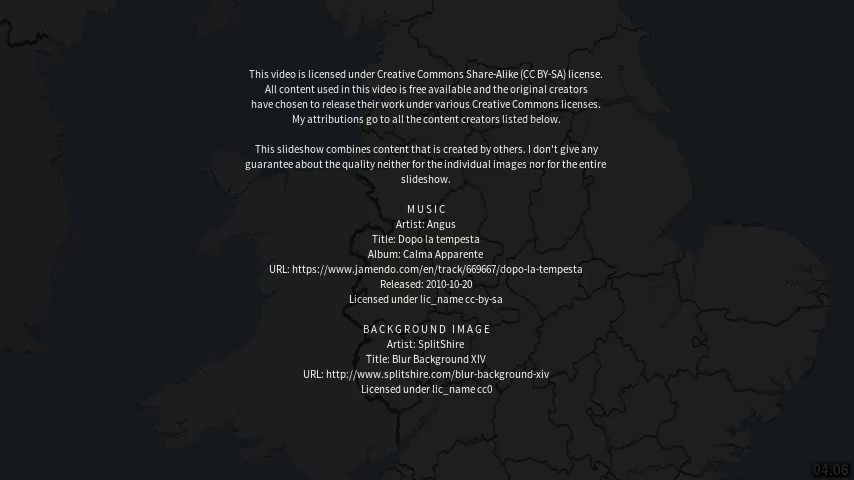 This video is licensed under Creative Commons Share-Alike (CC BY-SA) license.
All content used in this video is free available and the original creators
have chosen to release their work under various Creative Commons licenses.
My attributions go to all the content creators listed below.
This slideshow combines content that is created by others. I don't give any
guarantee about the quality neither for the individual images nor for the entire
slideshow.
MUSIC
Artist: Angus
Title: Dopo la tempesta
Album: Calma Apparente
URL: https://www.jamendo.com/en/track/669667/dopo-la-tempesta
Released: 2010-10-20
Licensed under lic_name cc-by-sa
BACKGROUND IMAGE
Artist: SplitShire
Title: Blur Background XIV
URL: http://www.splitshire.com/blur-background-xiv
Licensed under lic_name cc0
04:06